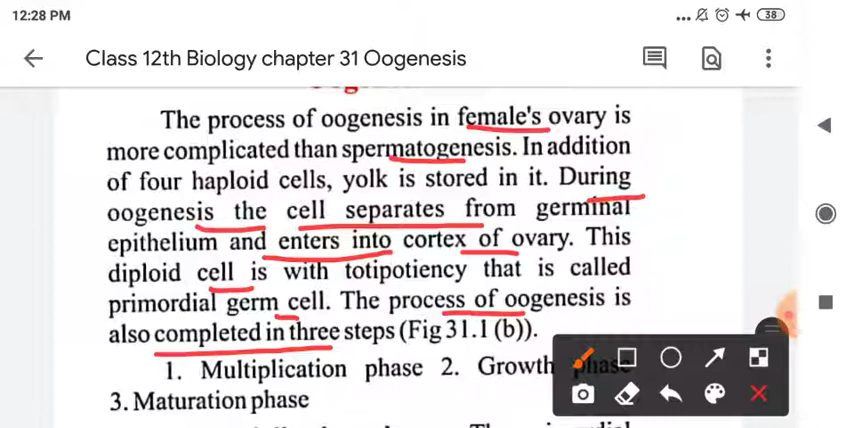 12:28 PM
38
Class 12th Biology chapter 31 Oogenesis
The process of oogenesis in female's ovary is
more complicated than spermatogenesis. In addition
of four haploid cells, yolk is stored in it. During
oogenesis the cell separates from germinal
epithelium and enters into cortex of ovary. This
diploid cell is with totipotiency that is called
primordial germ cell. The process of oogenesis is
also completed in three steps (Fig 31.1 (b)).
1. Multiplication phase 2. Growth phase
3. Maturation phase